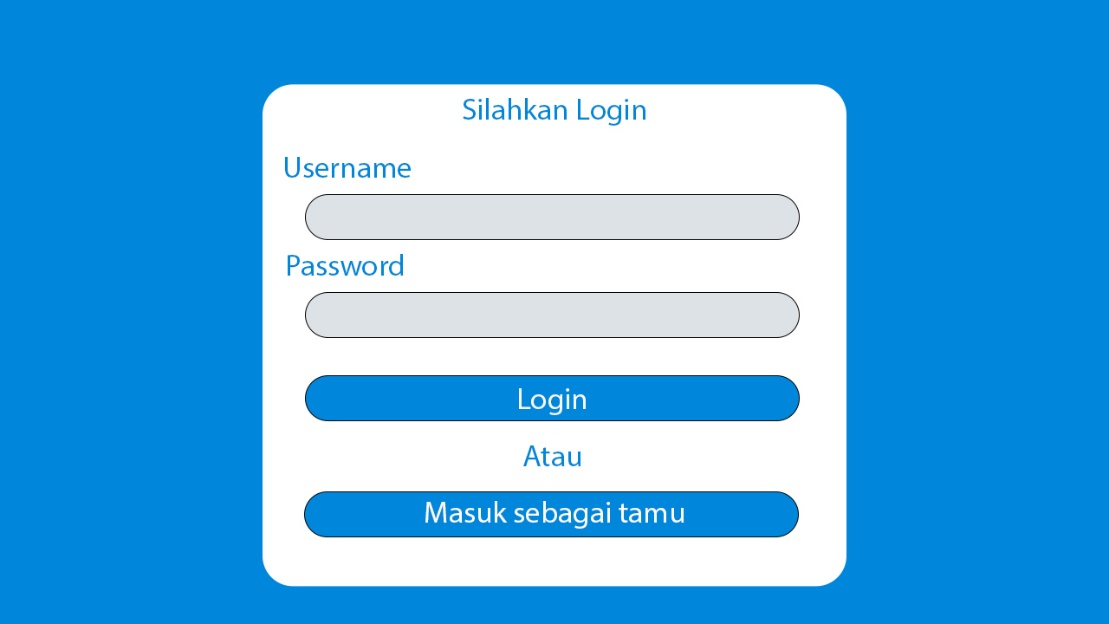 Silahkan Login
Username
Password
Login
Atau
Masuk sebagai tamu